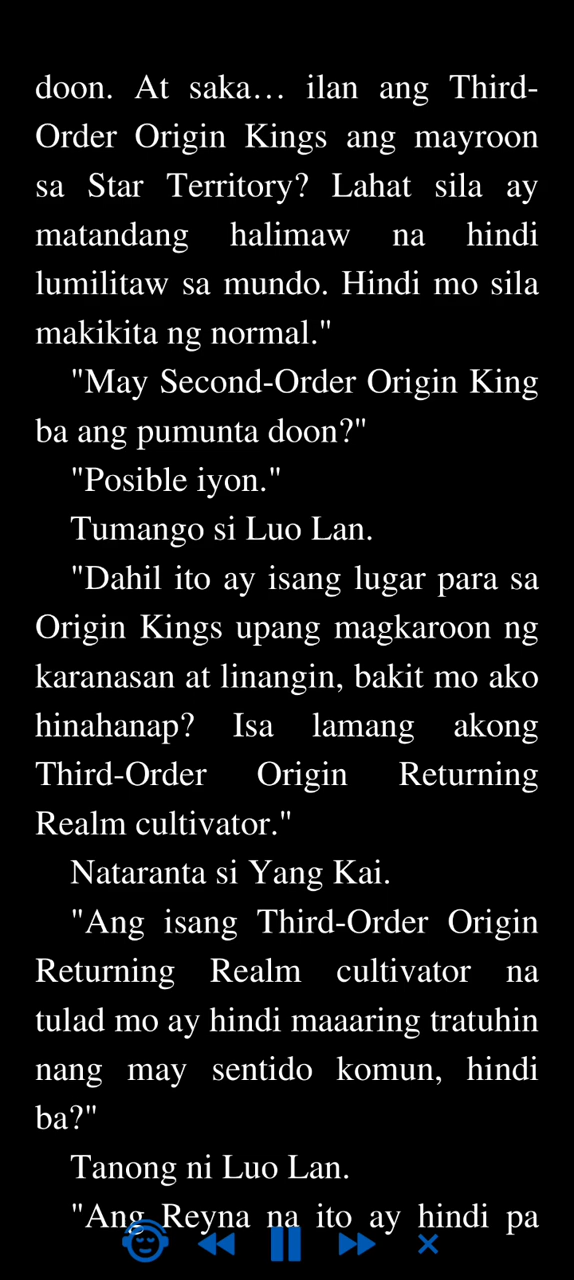 doon. At saka… ilan ang Third-
Order Origin Kings ang mayroon
sa Star Territory? Lahat sila ay
matandang halimaw na hindi
lumilitaw sa mundo. Hindi mo sila
makikita ng normal."
"May Second-Order Origin King
ba ang pumunta doon?"
"Posible iyon."
Tumango si Luo Lan.
"Dahil ito ay isang lugar para sa
Origin Kings upang magkaroon ng
karanasan at linangin, bakit mo ako
hinahanap? Isa lamang akong
Third-Order Origin Returning
Realm cultivator."
Nataranta si Yang Kai.
"Ang isang Third-Order Origin
Returning Realm cultivator na
tulad mo ay hindi maaaring tratuhin
nang may sentido komun, hindi
ba?"
Tanong ni Luo Lan.
"Ang Reyna na ito ay hindi pa